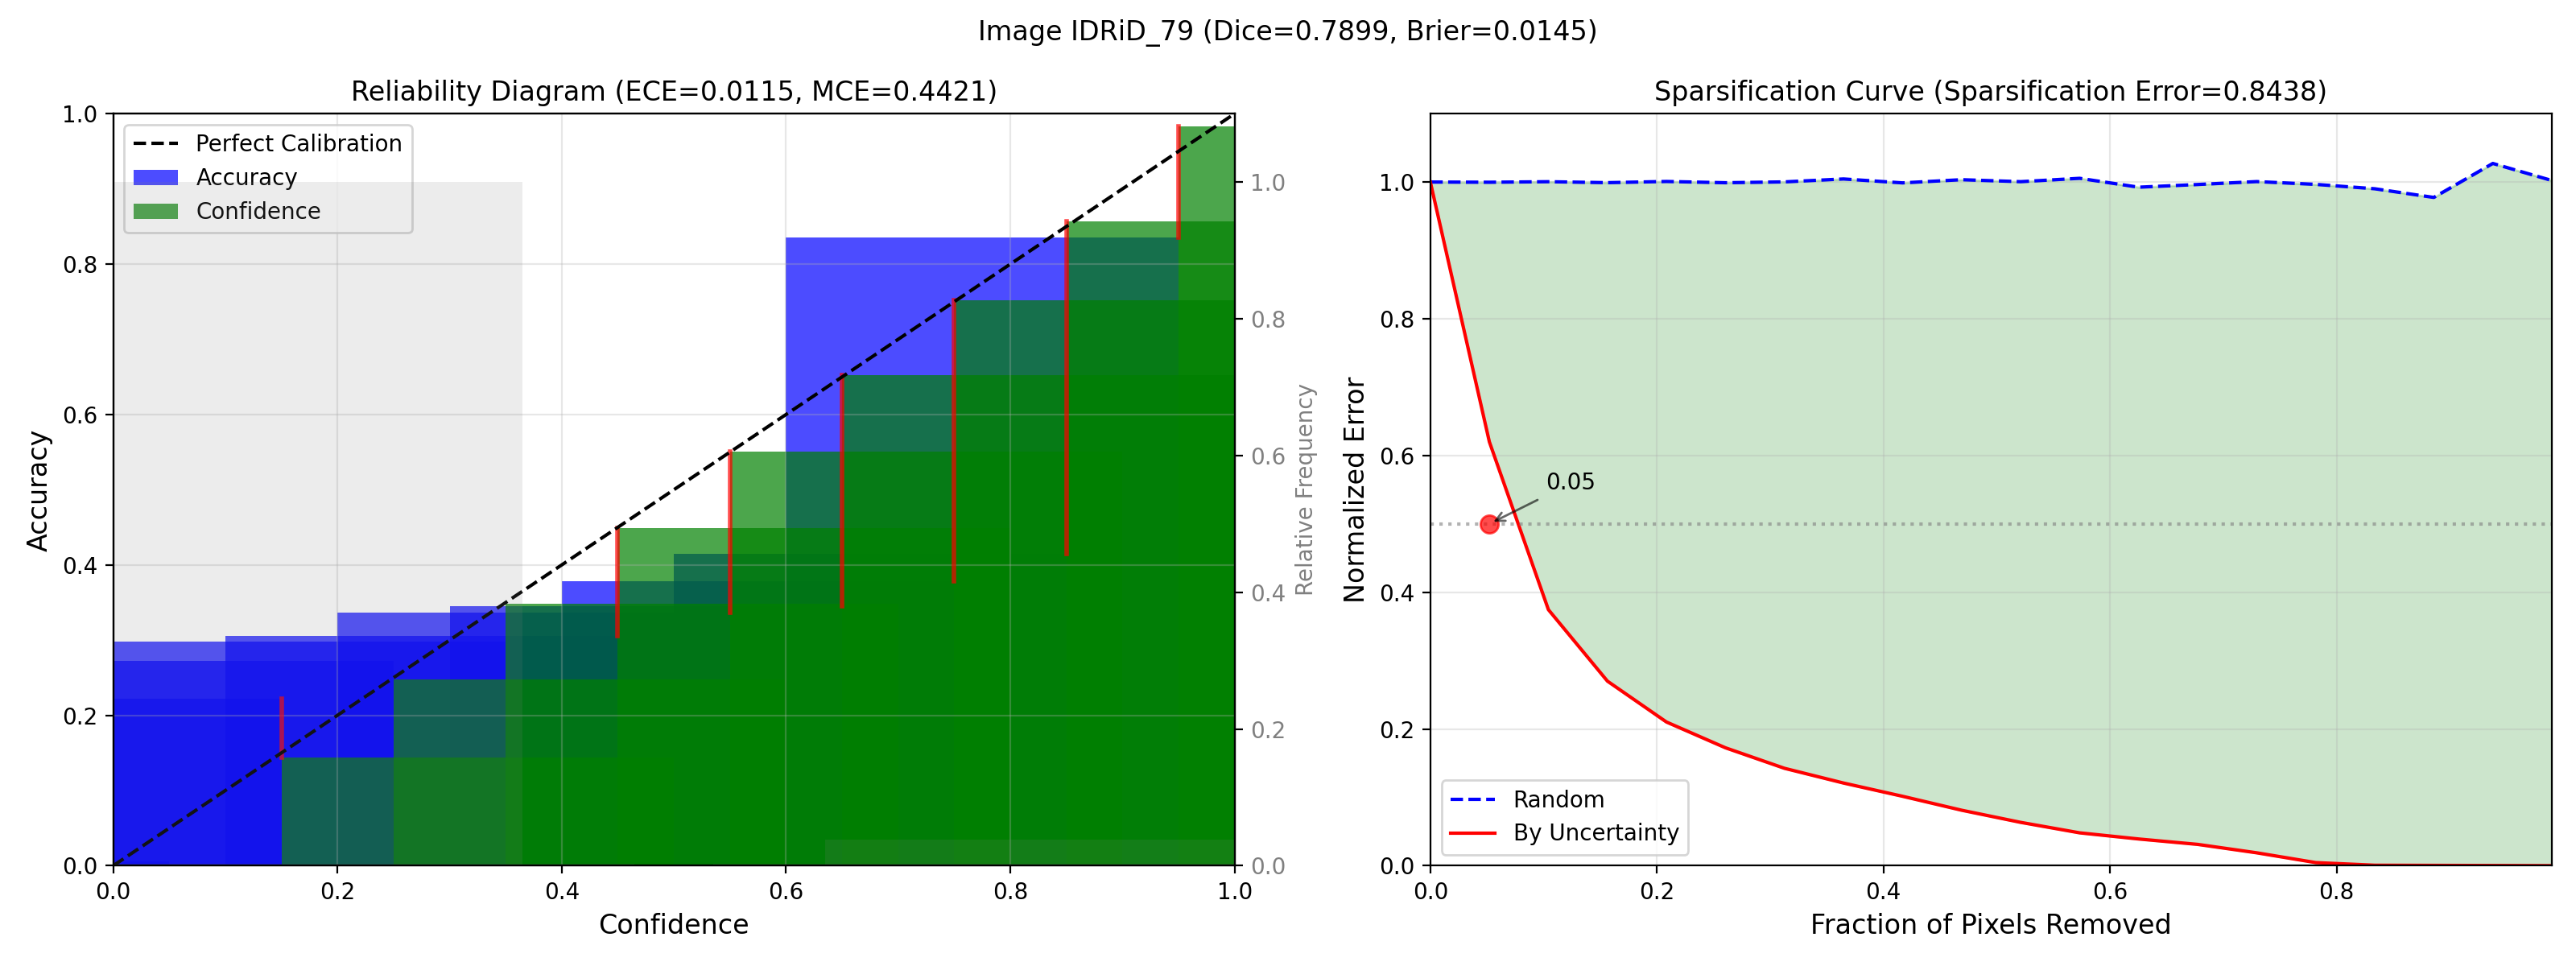 Image IDRiD_79 (Dice=0.7899, Brier=0.0145)
Reliability Diagram (ECE=0.0115, MCE=0.4421)
Perfect Calibration
Accuracy
Confidence
1.0
0.8
0.6
0.4
0.2
0.0
Accuracy
0.0
0.2
0.4
0.6
0.8
1.0
Confidence
1.0
0.8
0.6
0.4
0.2
0.0
Relative Frequency
Sparsification Curve (Sparsification Error=0.8438)
1.0
0.8
0.6
0.4
0.2
0.0
Normalized Error
0.05
Random
By Uncertainty
0.0
0.2
0.4
0.6
0.8
Fraction of Pixels Removed